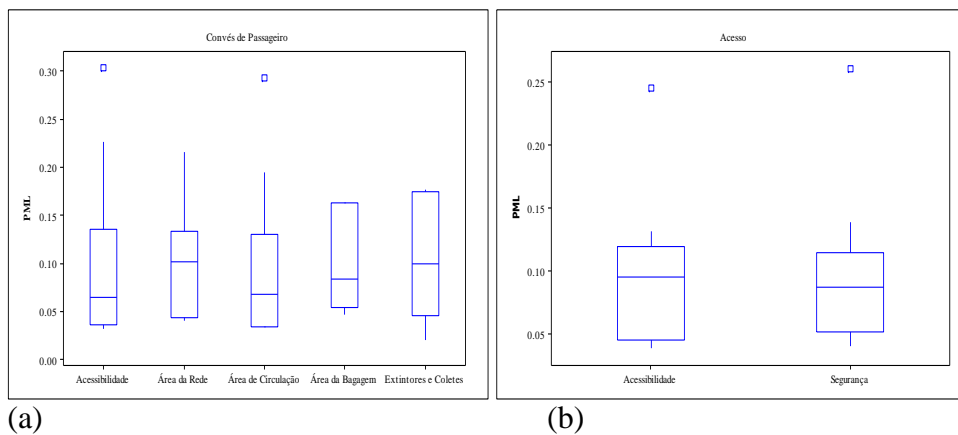 Convés de Passageiro
PML
0.30
0.25
0.20
0.15
0.10
0.05
0.00
Acessibilidade Área da Rede Área de Circulação Área da Bagagem Extintores e Coletes
(a)
Acesso
PML
0.25
0.20
0.15
0.10
0.05
Acessibilidade Segurança
(b)